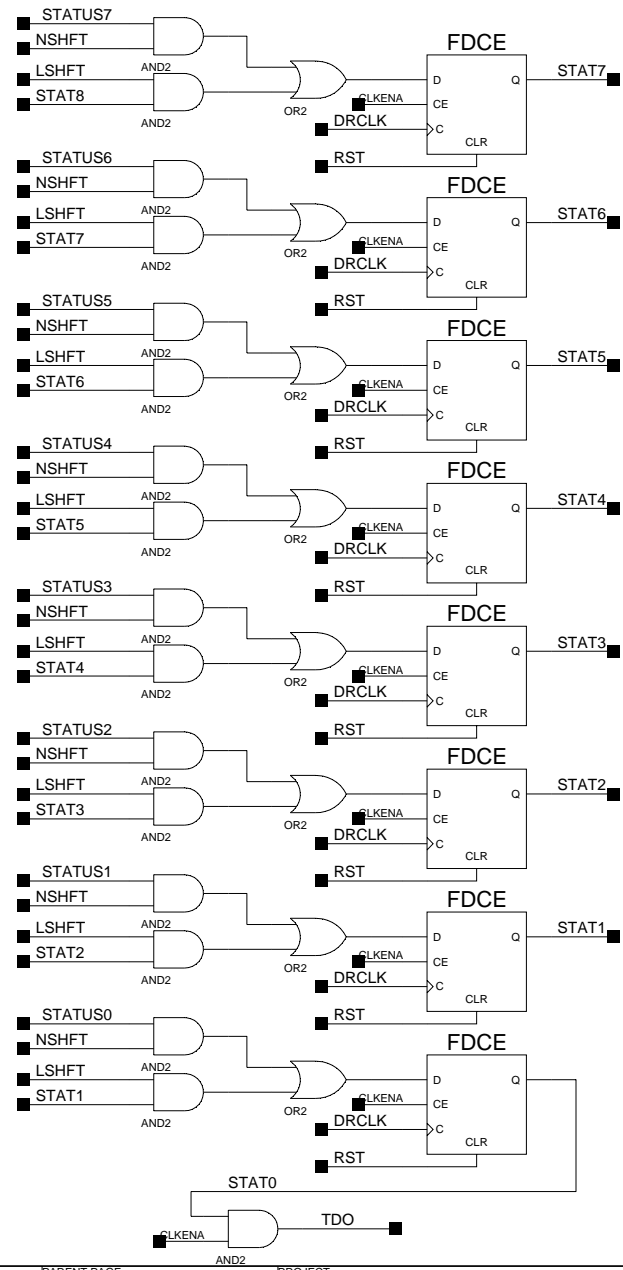 STATUS7
FDCE
NSHFT
AND2
LSHFT
D Q STAT7
STAT8
CLKENA CE
OR2
AND2
DRCLK C
CLR
RST
STATUS6
FDCE
NSHFT
AND2
LSHFT
D Q STAT6
STAT7
CLKENA CE
OR2
AND2
DRCLK C
CLR
RST
STATUS5
FDCE
NSHFT
AND2
LSHFT
D Q STAT5
STAT6
CLKENA CE
OR2
AND2
DRCLK C
CLR
RST
STATUS4
FDCE
NSHFT
AND2
LSHFT
D Q STAT4
STAT5
CLKENA CE
OR2
AND2
DRCLK C
CLR
RST
STATUS3
FDCE
NSHFT
AND2
LSHFT
D Q STAT3
STAT4
CLKENA CE
OR2
AND2
DRCLK C
CLR
RST
STATUS2
FDCE
NSHFT
AND2
LSHFT
D Q STAT2
STAT3
CLKENA CE
OR2
AND2
DRCLK C
CLR
RST
STATUS1
FDCE
NSHFT
AND2
LSHFT
D Q STAT1
STAT2
CLKENA CE
OR2
AND2
DRCLK C
CLR
RST
STATUS0
FDCE
NSHFT
AND2
LSHFT
D Q
STAT1
CLKENA CE
OR2
AND2
DRCLK C
CLR
RST
STAT0
TDO
CLKENA
AND2
PARENT PAGE PROJECT